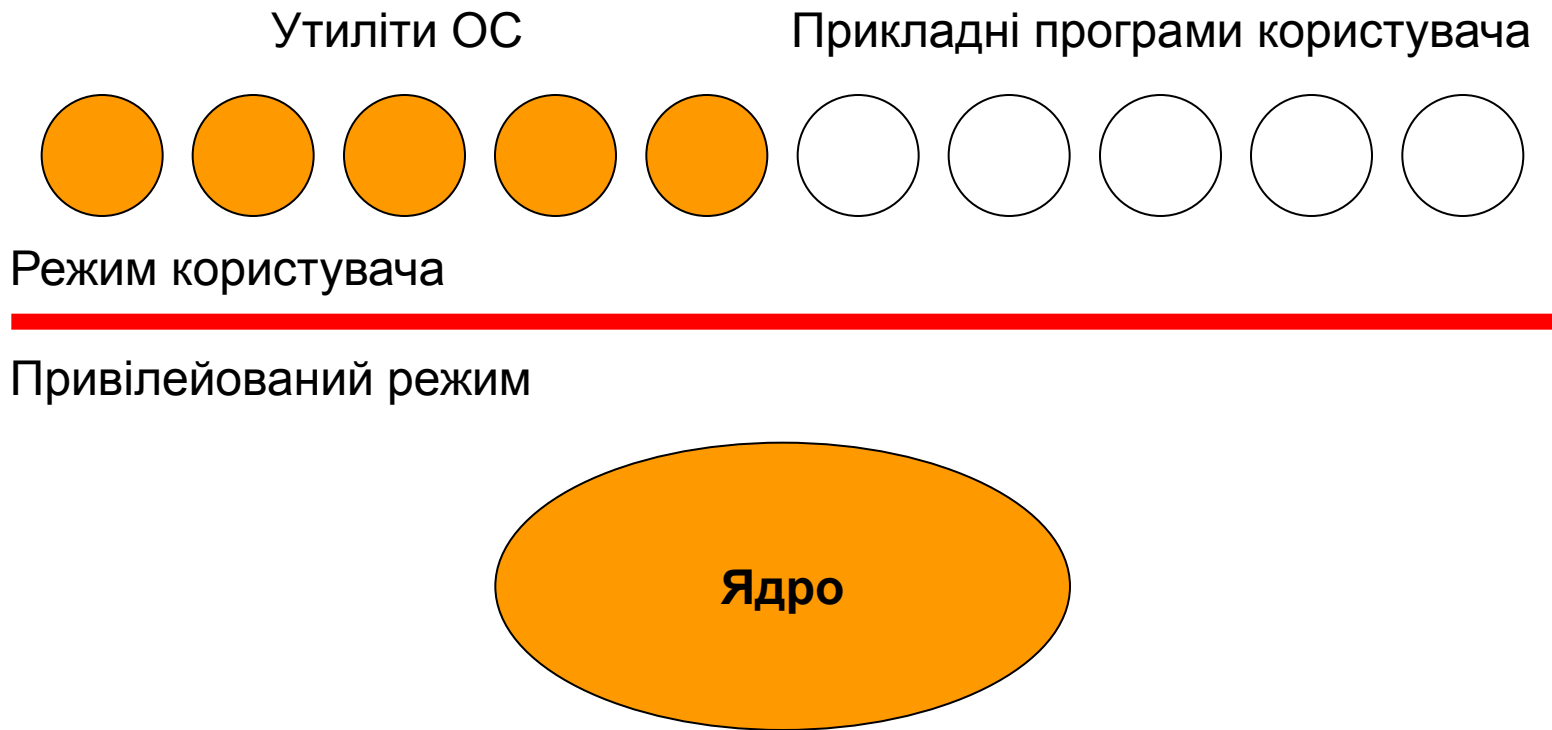 Утиліти ОС
Прикладні програми користувача
Режим користувача
Привілейований режим
Ядро